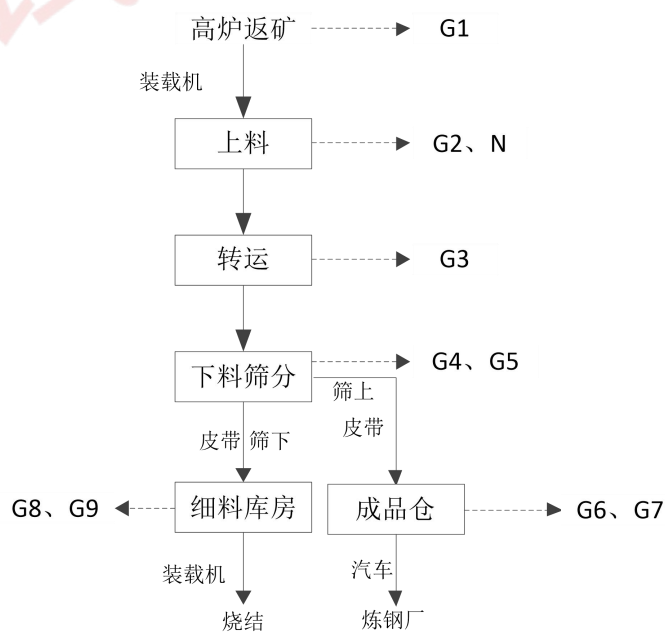 高炉返矿 G1
装载机
上料 G2、N
转运 G3
下料筛分 G4、G5
筛上
皮带
皮带 筛下
G8、G9 细料库房 成品仓 G6、G7
装载机 汽车
烧结 炼钢厂